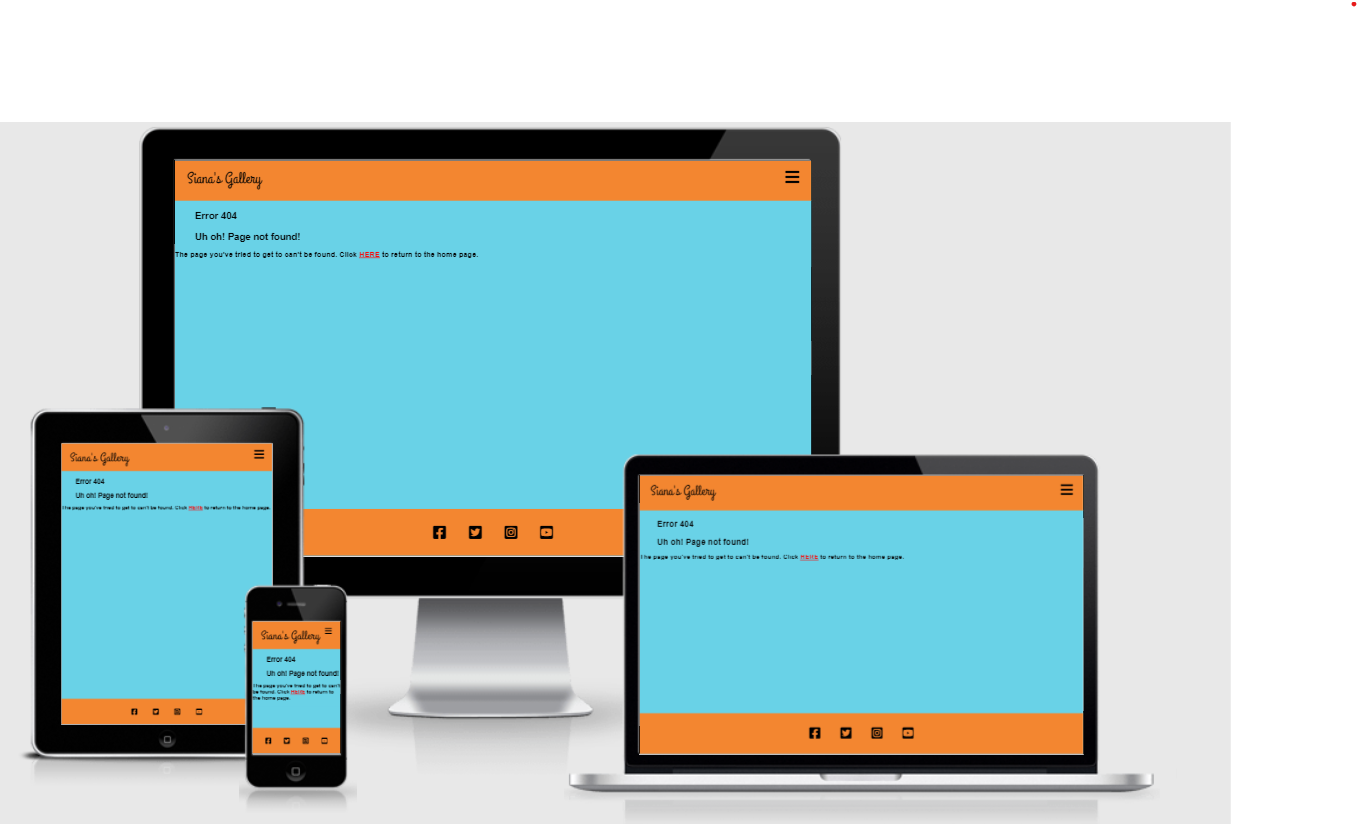 Siana's Gallery
Error 404
Uh oh! Page not found!
The page you've tried to get to can't be found. Click HERE to return to the home page.
Siana's Gallery
Error 404
Uh oh! Page not found!
The page you've tried to get to can't be found. Click HERE to return to the home page.
Siana's Gallery
Error 404
Uh oh! Page not found!
The page you've tried to get to can't be found. Click HERE to return to the home page.
Siana's Gallery
Error 404
Uh oh! Page not found!
The page you've tried to get to can't
be found. Click HERE to return to
the home page.